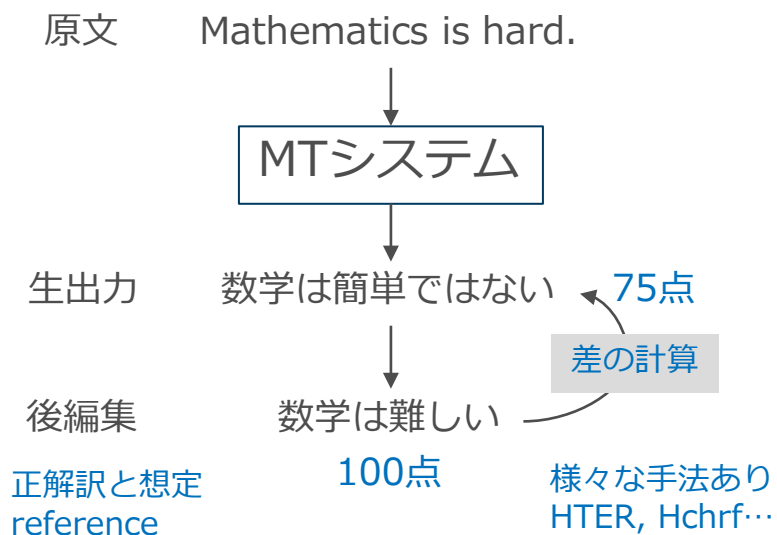 原文 Mathematics is hard.
MTシステム
生出力 数学は簡単ではない 75点
差の計算
後編集 数学は難しい
100点
正解訳と想定
reference
様々な手法あり
HTER, Hchrf…